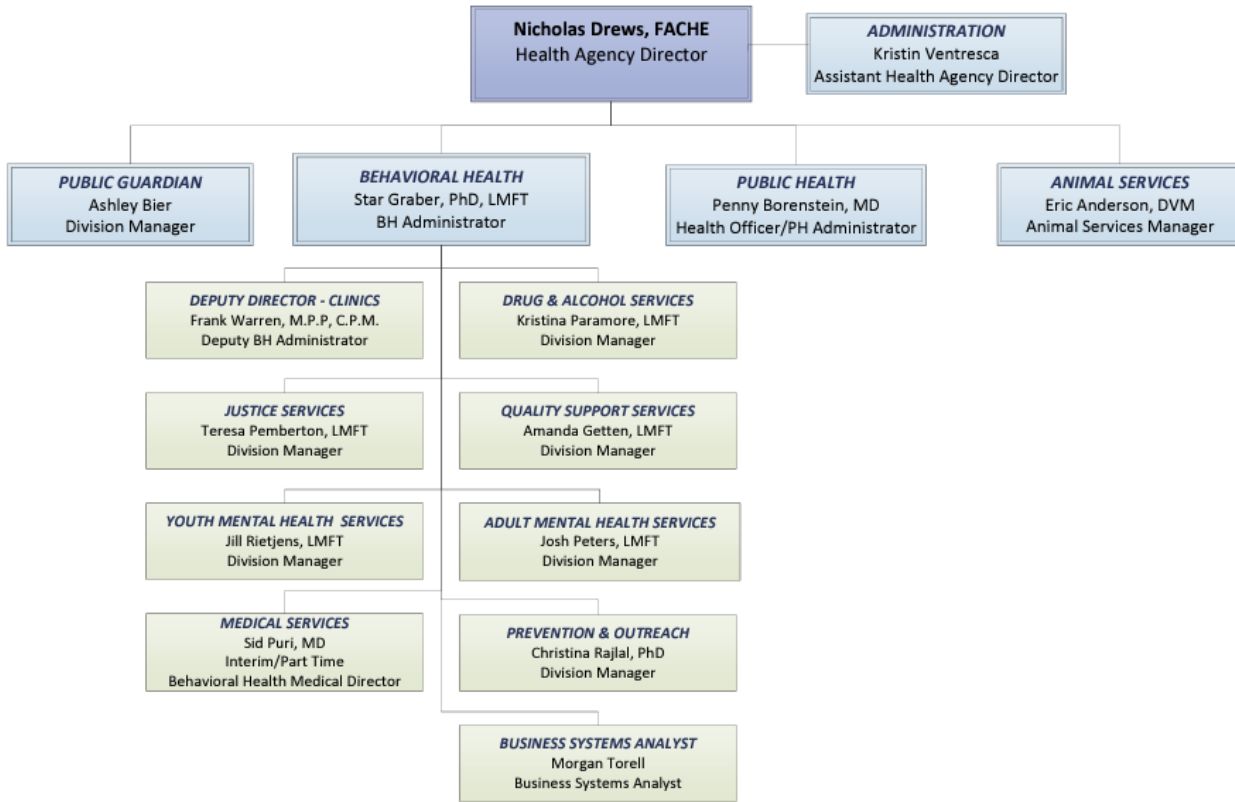 Nicholas Drews, FACHE
Health Agency Director
ADMINISTRATION
Kristin Ventresca
Assistant Health Agency Director
PUBLIC GUARDIAN
Ashley Bier
Division Manager
BEHAVIORAL HEALTH
Star Graber, PhD, LMFT
BH Administrator
PUBLIC HEALTH
Penny Borenstein, MD
Health Officer/PH Administrator
ANIMAL SERVICES
Eric Anderson, DVM
Animal Services Manager
DEPUTY DIRECTOR - CLINICS
Frank Warren, M.P.P, C.P.M.
Deputy BH Administrator
DRUG & ALCOHOL SERVICES
Kristina Paramore, LMFT
Division Manager
JUSTICE SERVICES
Teresa Pemberton, LMFT
Division Manager
QUALITY SUPPORT SERVICES
Amanda Getten, LMFT
Division Manager
YOUTH MENTAL HEALTH SERVICES
Jill Rietjens, LMFT
Division Manager
ADULT MENTAL HEALTH SERVICES
Josh Peters, LMFT
Division Manager
MEDICAL SERVICES
Sid Puri, MD
Interim/Part Time
Behavioral Health Medical Director
PREVENTION & OUTREACH
Christina Rajlal, PhD
Division Manager
BUSINESS SYSTEMS ANALYST
Morgan Torell
Business Systems Analyst